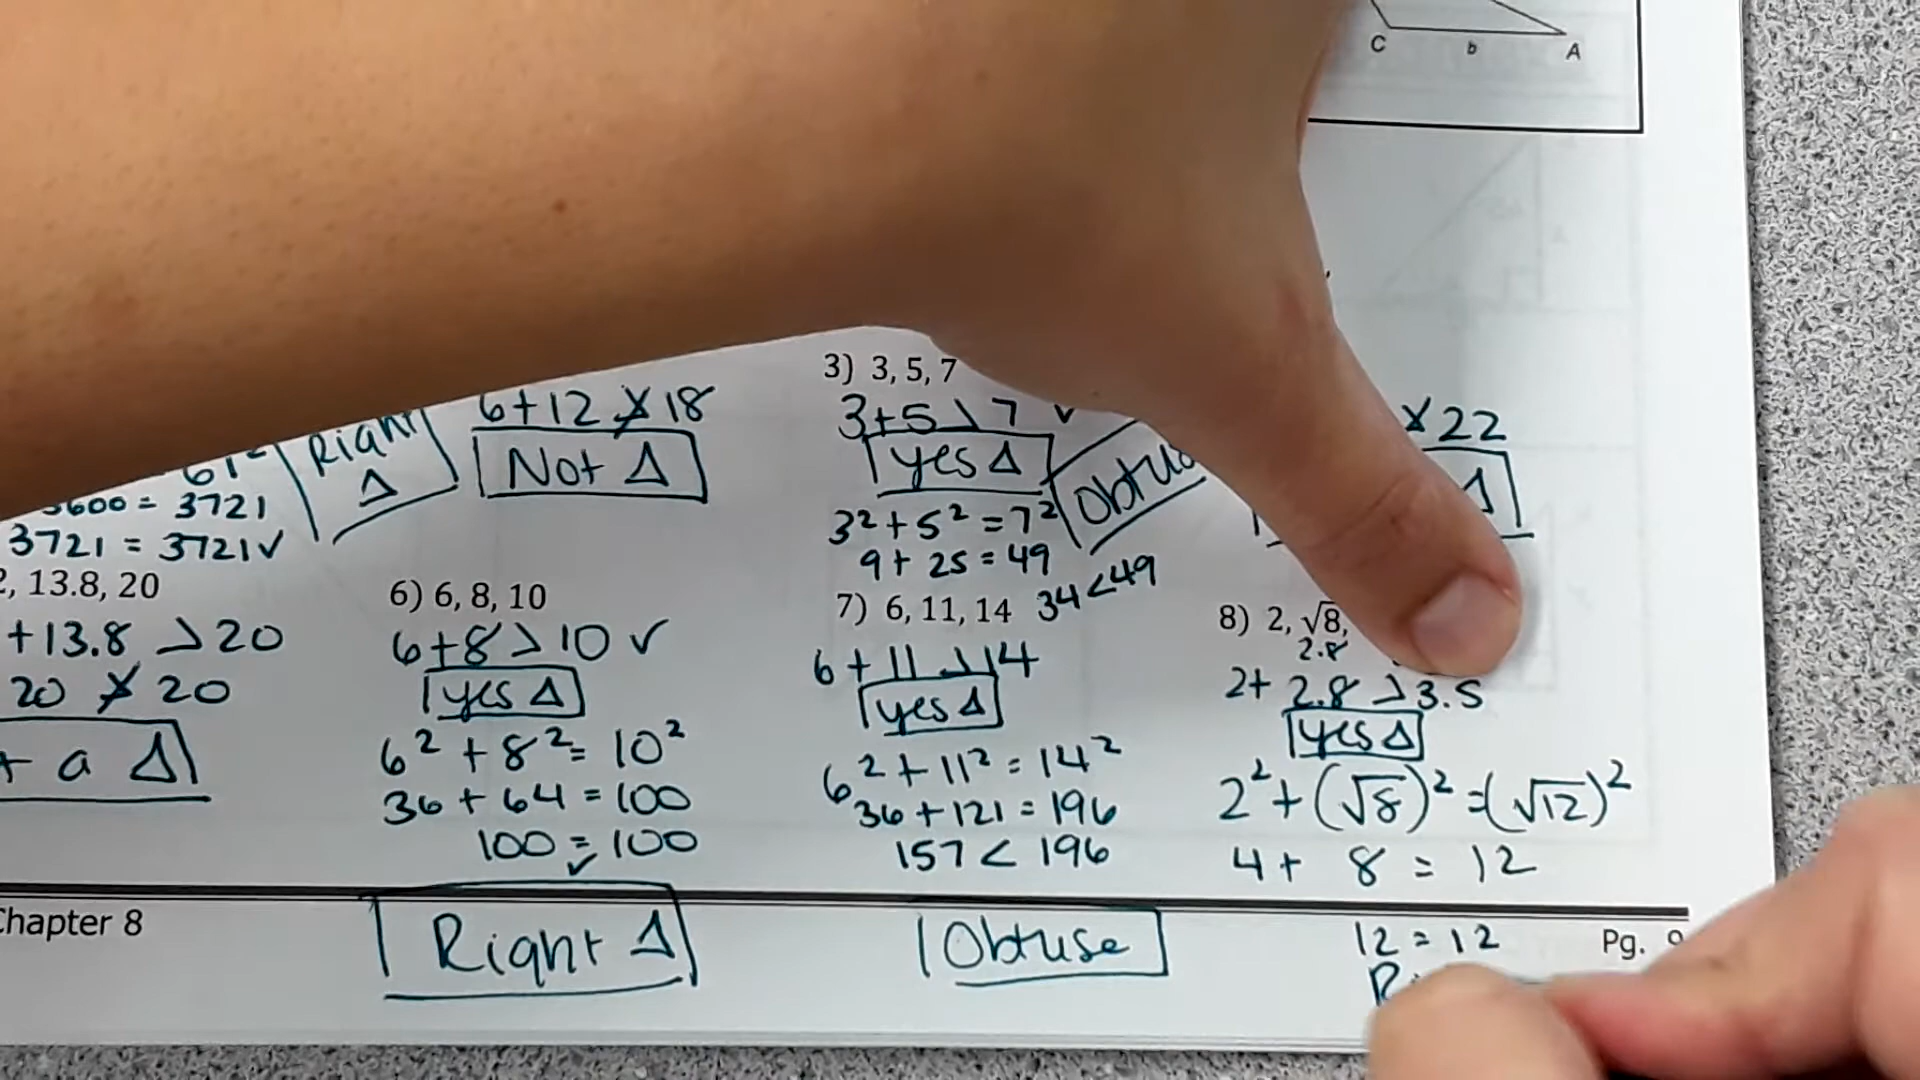 C b A
3) 3, 5, 7
6+12 ≯ 18
3+5 > 7 ✓
22
Right
Δ
Not Δ
yes Δ
Obtuse
61²
3600 = 3721
3² + 5² = 7²
3721 = 3721 ✓
9 + 25 = 49
34 < 49
, 13.8, 20
6) 6, 8, 10
7) 6, 11, 14
8) 2, √8,
2.8
+13.8 > 20
6+8 > 10 ✓
6 + 11 > 14
2 + 2.8 > 3.5
20 ≯ 20
yes Δ
yes Δ
yes Δ
a Δ
6² + 8² = 10²
6² + 11² = 14²
2² + (√8)² = (√12)²
36 + 64 = 100
36 + 121 = 196
4 + 8 = 12
100 = 100
✓
157 < 196
Chapter 8
Right Δ
Obtuse
12 = 12
Pg. 9